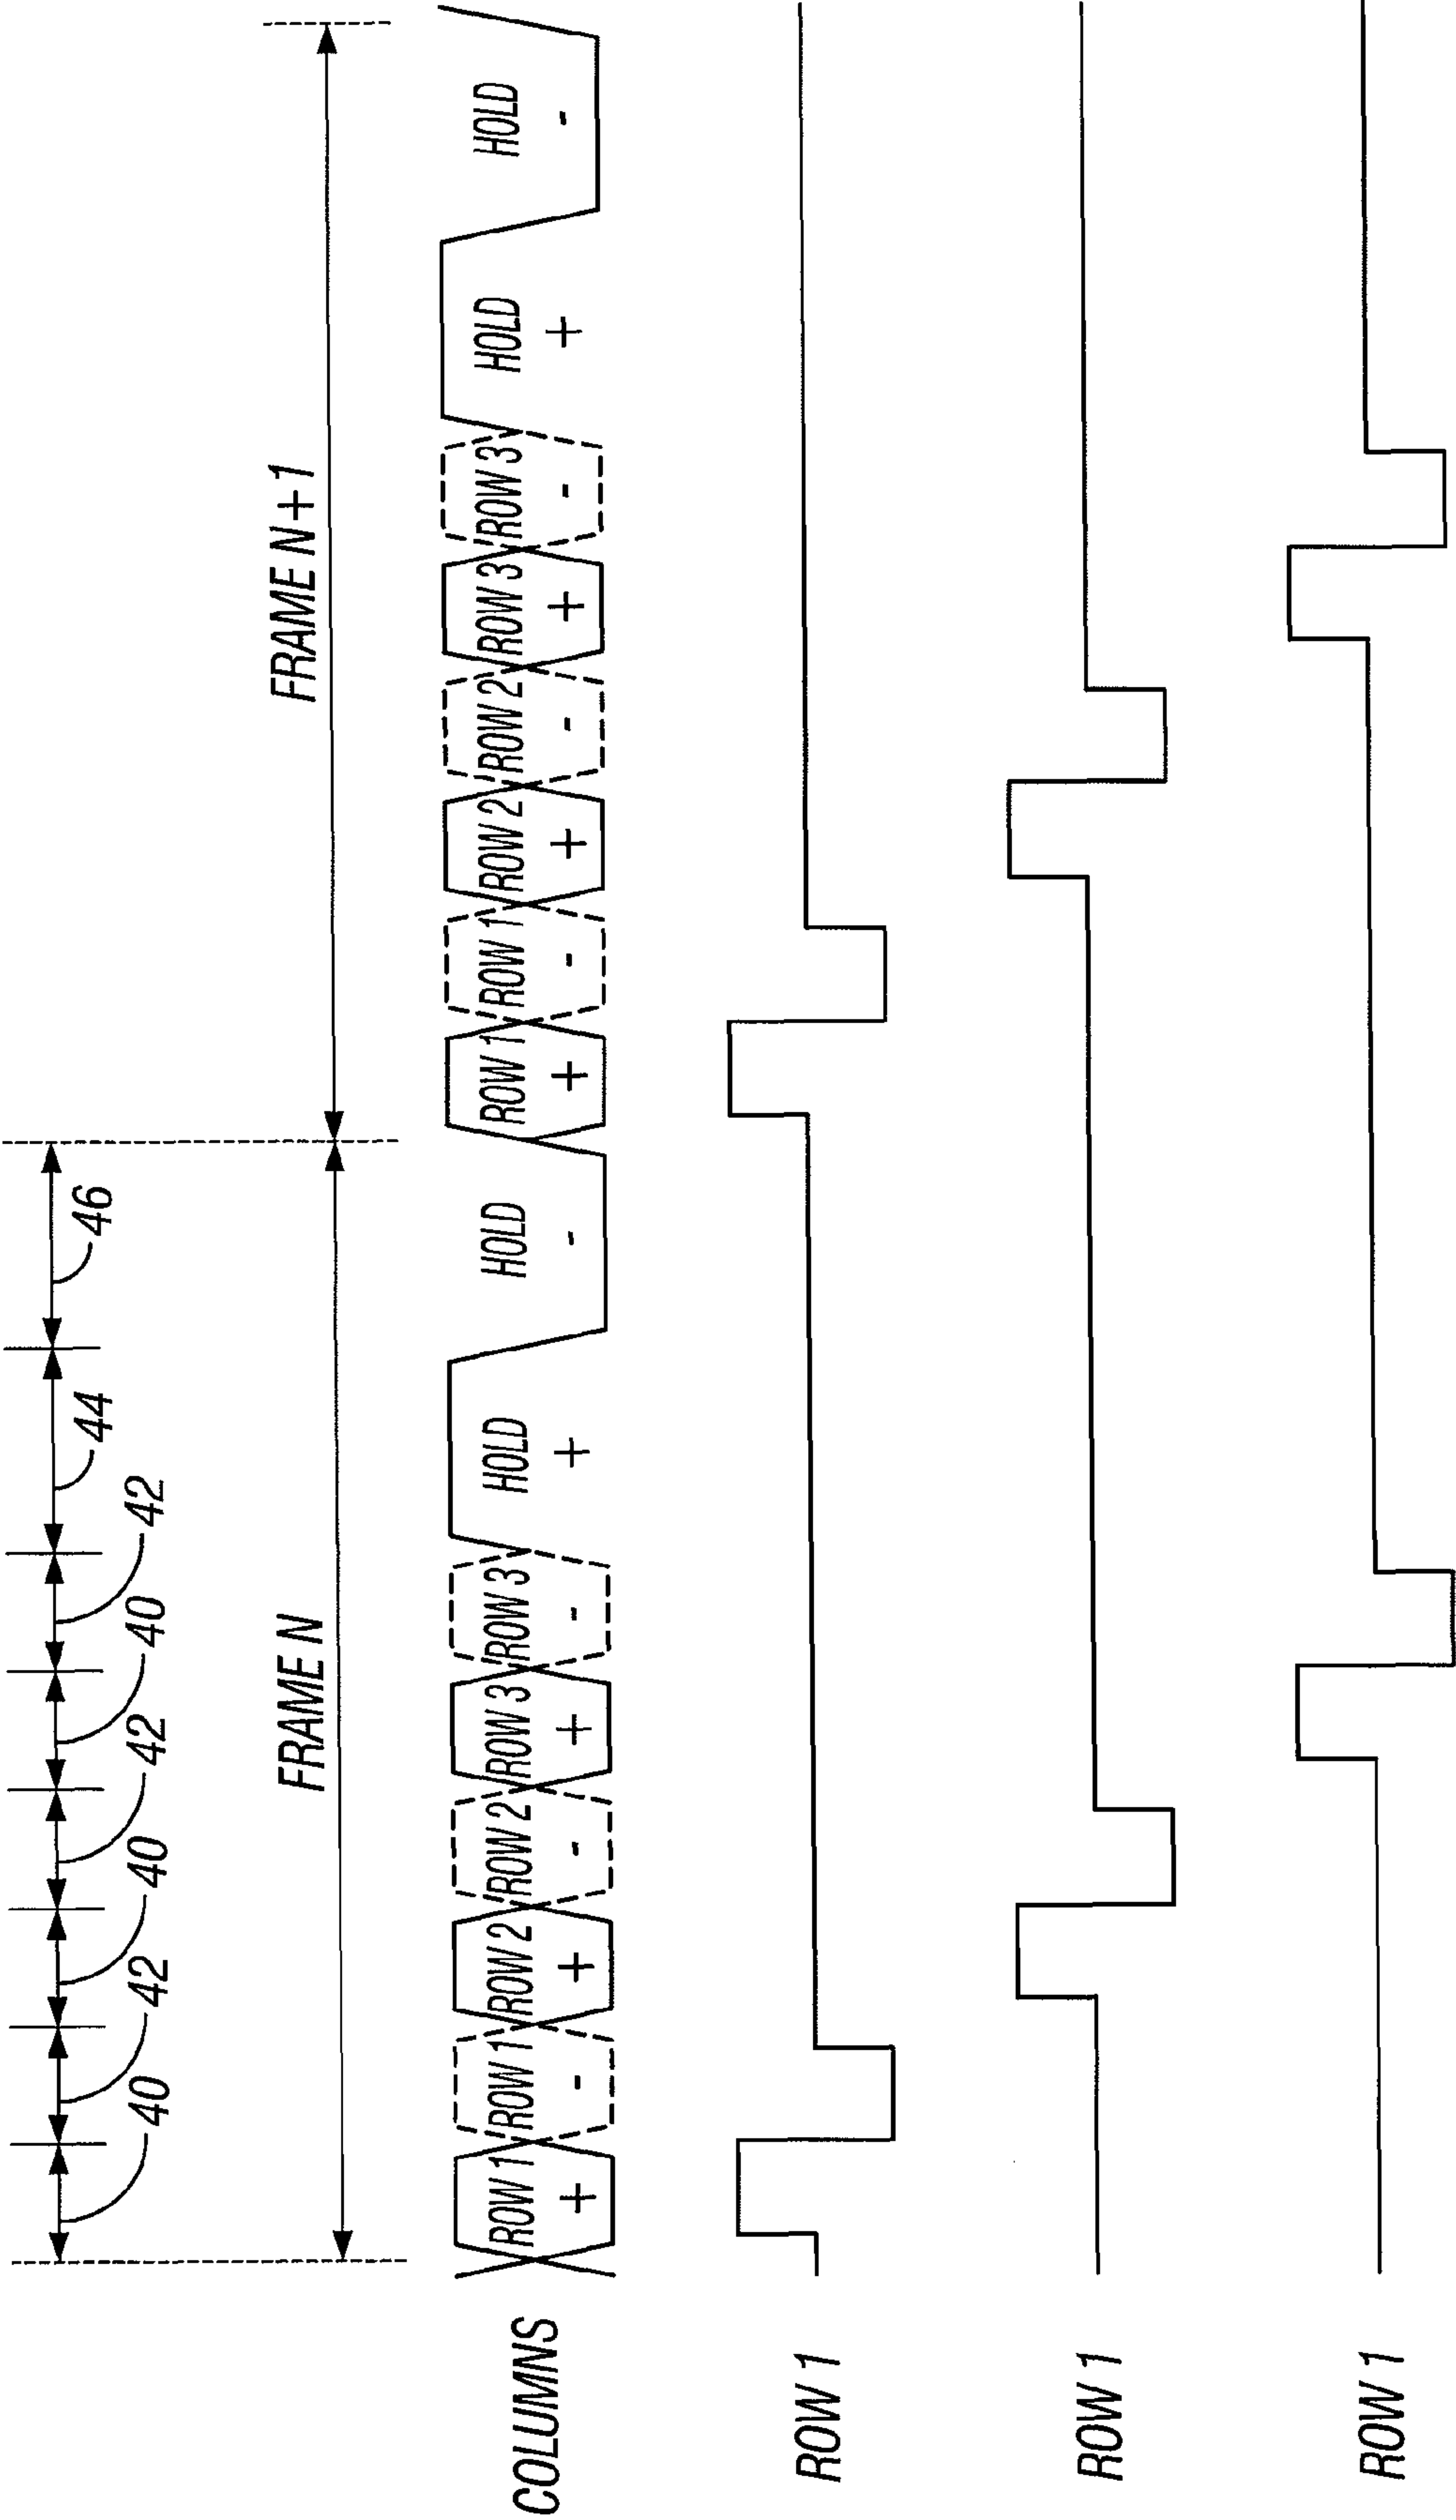 40 42 40 42 40 42 44 46
FRAME N FRAME N+1
COLUMNS
ROW 1 ROW 1 ROW 2 ROW 2 ROW 3 ROW 3 HOLD HOLD ROW 1 ROW 1 ROW 2 ROW 2 ROW 3 ROW 3 HOLD HOLD
+ - + - + - + - + - + - + - + -
ROW 1
ROW 1
ROW 1